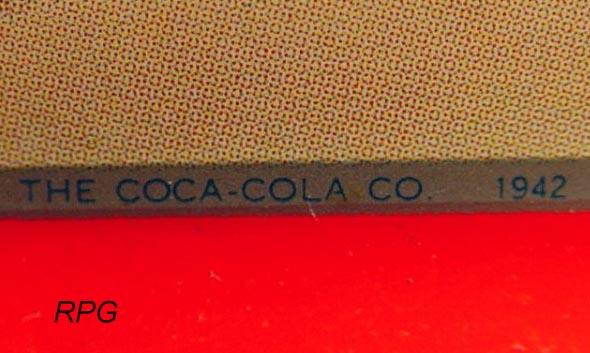 THE COCA-COLA CO. 1942
RPG